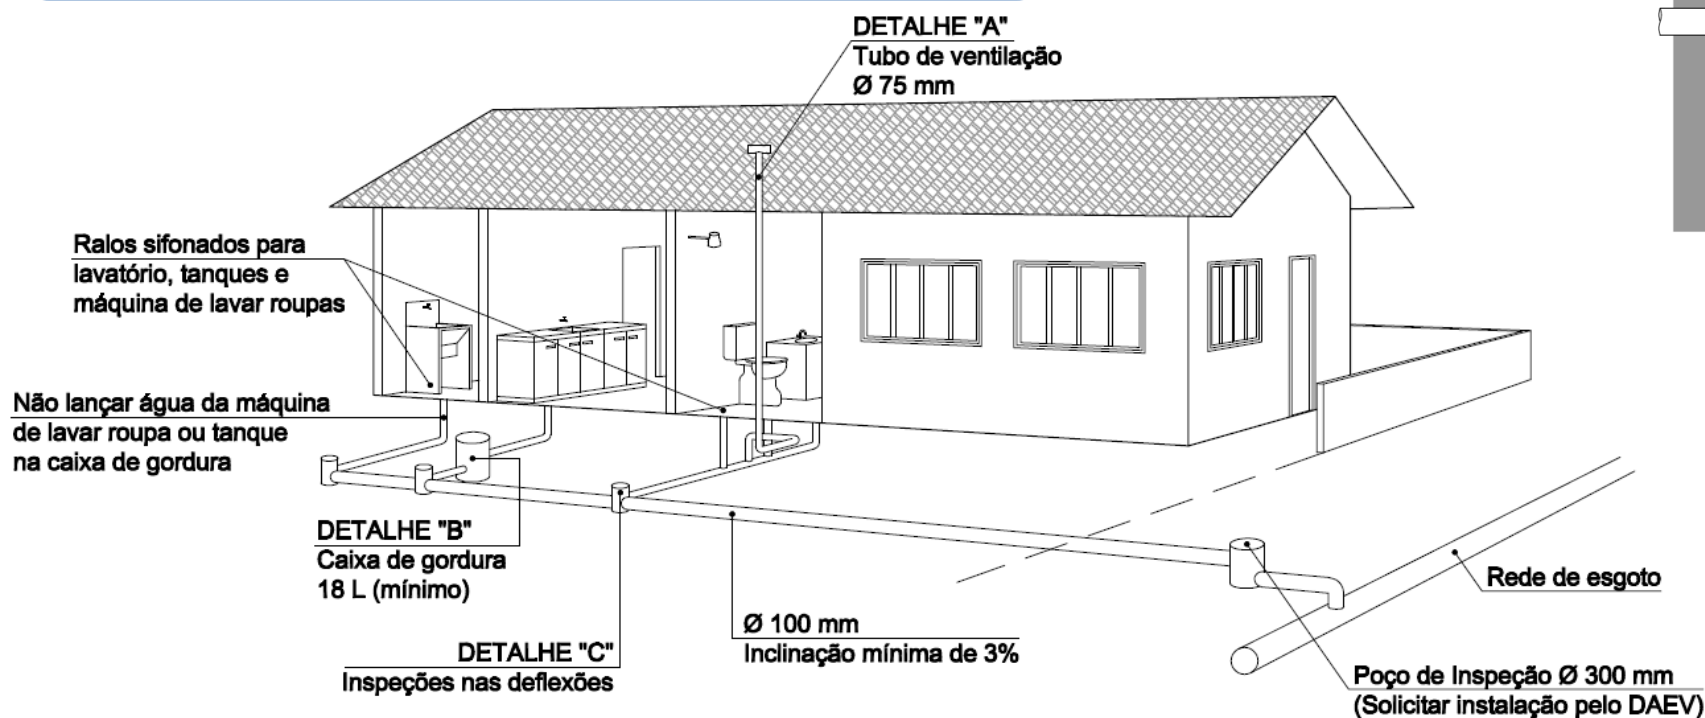 DETALHE "A"
Tubo de ventilação
Ø 75 mm
Ralos sifonados para
lavatório, tanques e
máquina de lavar roupas
Não lançar água da máquina
de lavar roupa ou tanque
na caixa de gordura
DETALHE "B"
Caixa de gordura
18 L (mínimo)
DETALHE "C"
Inspeções nas deflexões
Ø 100 mm
Inclinação mínima de 3%
Rede de esgoto
Poço de Inspeção Ø 300 mm
(Solicitar instalação pelo DAEV)